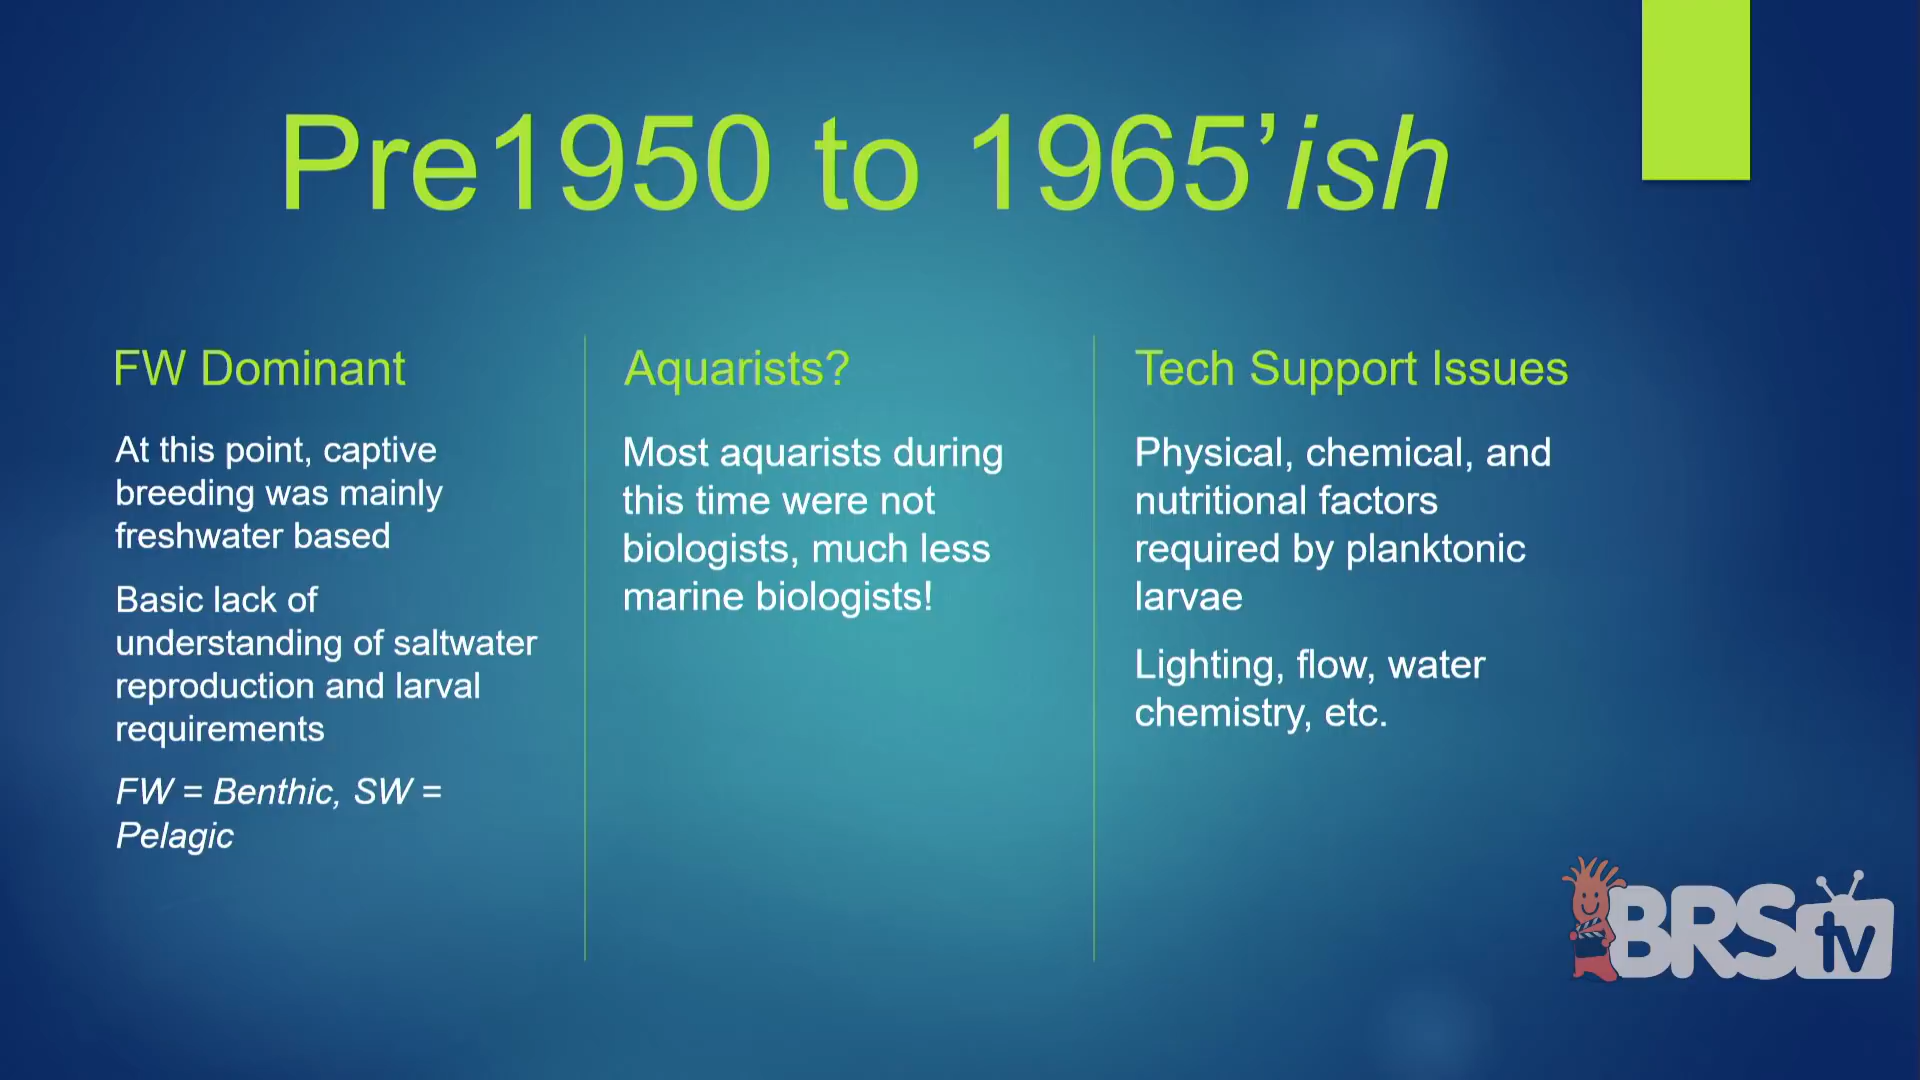 Pre1950 to 1965’ish
FW Dominant
At this point, captive
breeding was mainly
freshwater based
Basic lack of
understanding of saltwater
reproduction and larval
requirements
FW = Benthic, SW =
Pelagic
Aquarists?
Most aquarists during
this time were not
biologists, much less
marine biologists!
Tech Support Issues
Physical, chemical, and
nutritional factors
required by planktonic
larvae
Lighting, flow, water
chemistry, etc.
BRStv